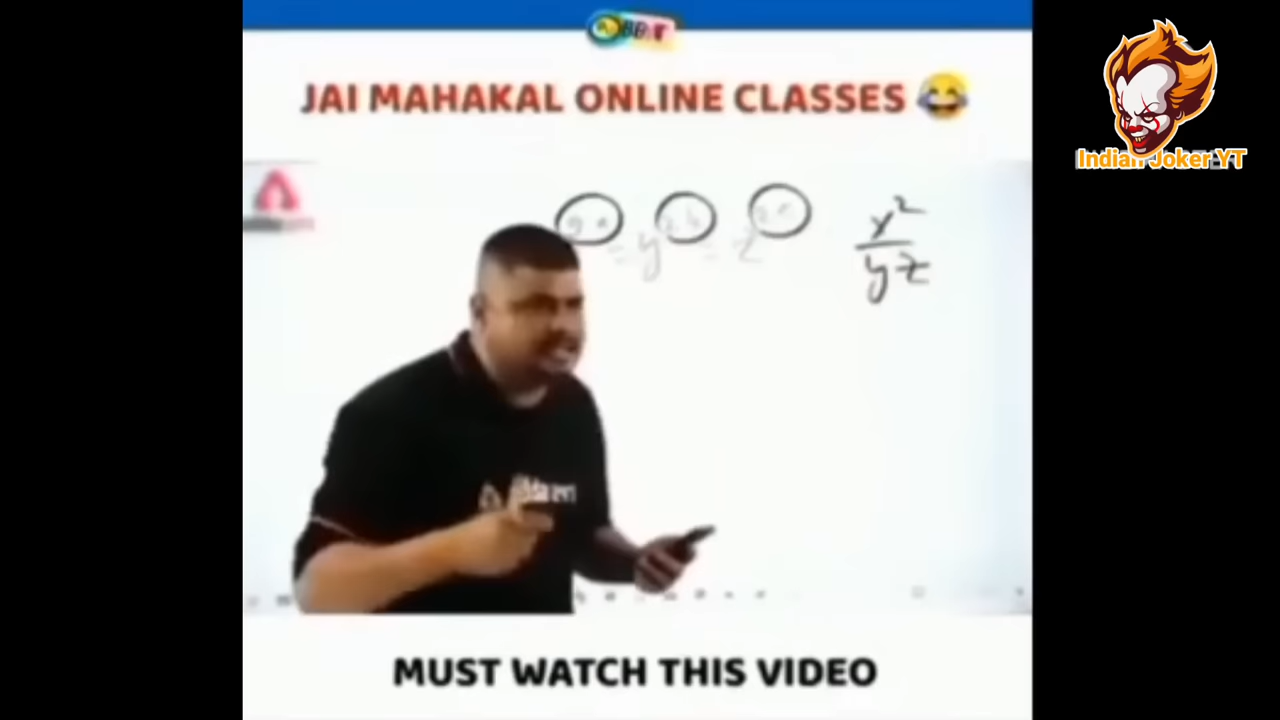 JAI MAHAKAL ONLINE CLASSES 😂
Indian Joker YT
= y = z
x²
yz
MUST WATCH THIS VIDEO